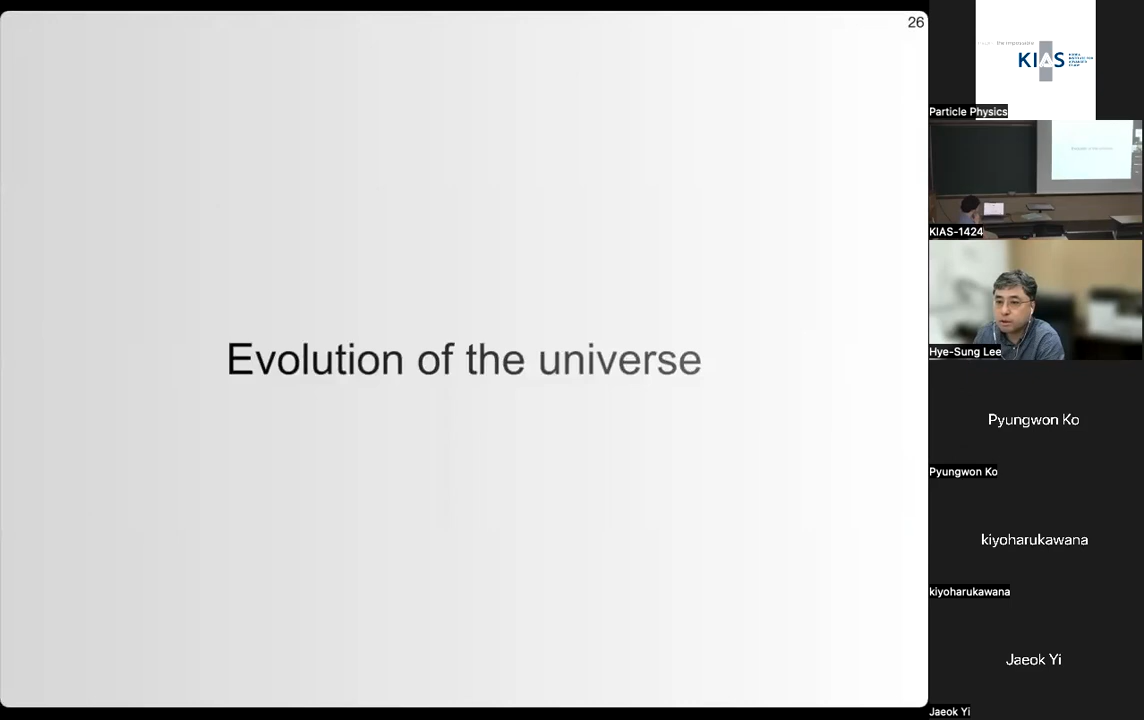 26
Evolution of the universe
KIAS
Particle Physics
KIAS-1424
Hye-Sung Lee
Pyungwon Ko
Pyungwon Ko
kiyoharukawana
kiyoharukawana
Jaeok Yi
Jaeok Yi